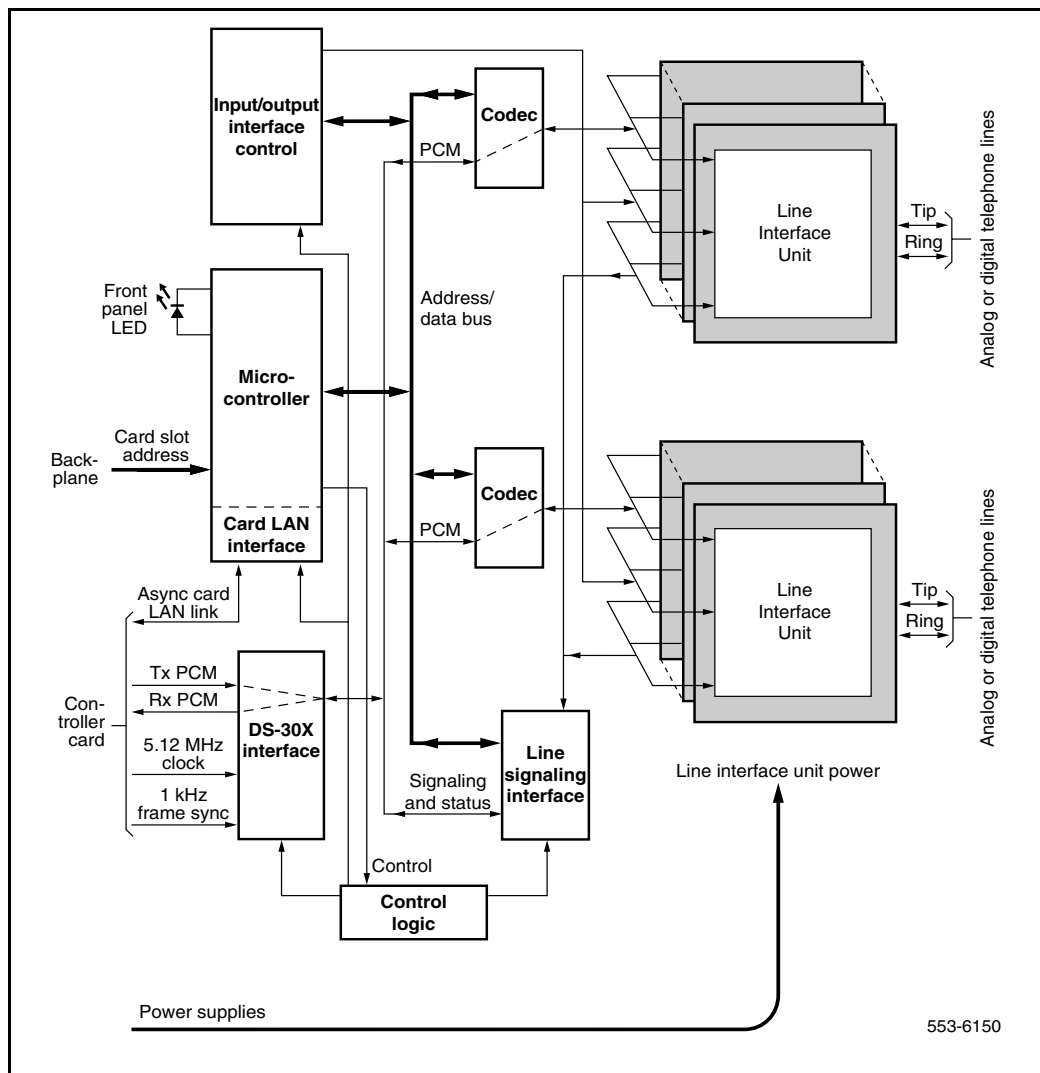 Input/output
interface
control
Codec
PCM
Line
Interface
Unit
Tip
Ring
Analog or digital telephone lines
Front
panel
LED
Address/
data bus
Micro-
controller
Card slot
address
Back-
plane
Codec
PCM
Card LAN
interface
Async card
LAN link
Line
Interface
Unit
Tip
Ring
Analog or digital telephone lines
Tx PCM
Rx PCM
Con-
troller
card
DS-30X
interface
5.12 MHz
clock
1 kHz
frame sync
Line
signaling
interface
Signaling
and status
Line interface unit power
Control
Control
logic
Power supplies
553-6150